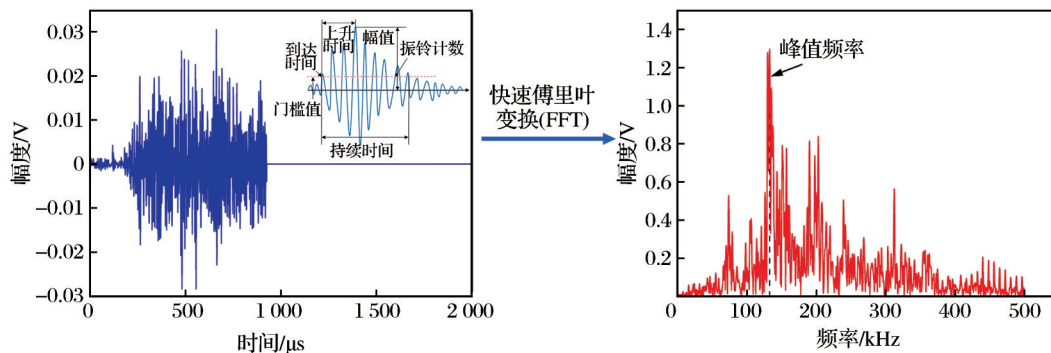 0.03
0.02
0.01
0
−0.01
−0.02
−0.03
幅度/V
0
500
1 000
1 500
2 000
时间/μs
上升
时间
幅值
到达
时间
振铃计数
门槛值
持续时间
快速傅里叶
变换(FFT)
1.4
1.2
1.0
0.8
0.6
0.4
0.2
幅度/V
峰值频率
100
200
300
400
500
频率/kHz